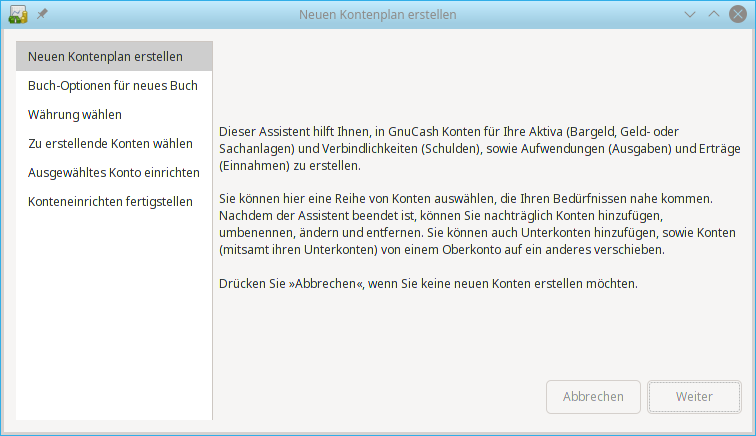 Neuen Kontenplan erstellen
Neuen Kontenplan erstellen
Buch-Optionen für neues Buch
Währung wählen
Zu erstellende Konten wählen
Ausgewähltes Konto einrichten
Konteneinrichten fertigstellen
Dieser Assistent hilft Ihnen, in GnuCash Konten für Ihre Aktiva (Bargeld, Geld- oder
Sachanlagen) und Verbindlichkeiten (Schulden), sowie Aufwendungen (Ausgaben) und Erträge
(Einnahmen) zu erstellen.
Sie können hier eine Reihe von Konten auswählen, die Ihren Bedürfnissen nahe kommen.
Nachdem der Assistent beendet ist, können Sie nachträglich Konten hinzufügen,
umbenennen, ändern und entfernen. Sie können auch Unterkonten hinzufügen, sowie Konten
(mitsamt ihren Unterkonten) von einem Oberkonto auf ein anderes verschieben.
Drücken Sie »Abbrechen«, wenn Sie keine neuen Konten erstellen möchten.
Abbrechen
Weiter